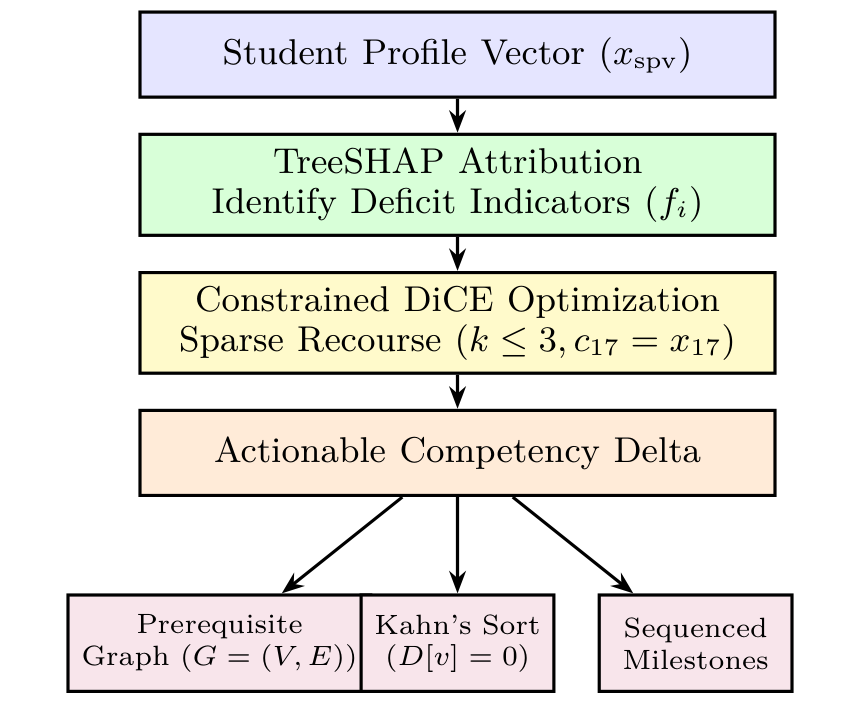 Student Profile Vector (x_spv)
TreeSHAP Attribution
Identify Deficit Indicators (f_i)
Constrained DiCE Optimization
Sparse Recourse (k ≤ 3, c_17 = x_17)
Actionable Competency Delta
Prerequisite
Graph (G = (V, E))
Kahn's Sort
(D[v] = 0)
Sequenced
Milestones